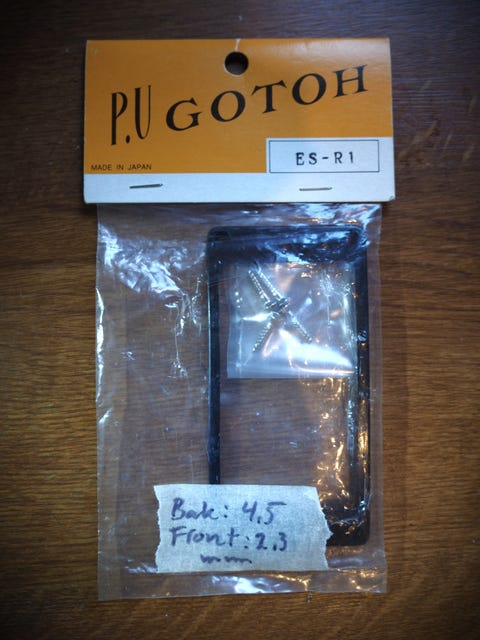 P.U GOTOH
MADE IN JAPAN
ES-R1
Bak: 4,5
Front: 2.3
mm